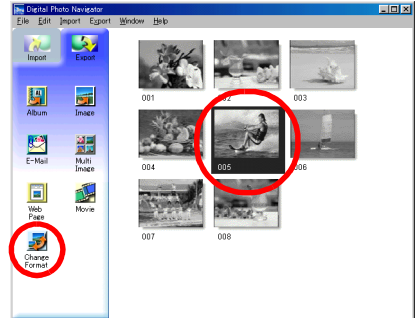 Digital Photo Navigator
File Edit Import Export Window Help
Import Export
Album Image
E-Mail Multi Image
Web Page Movie
Change Format
001 002 003
004 005 006
007 008